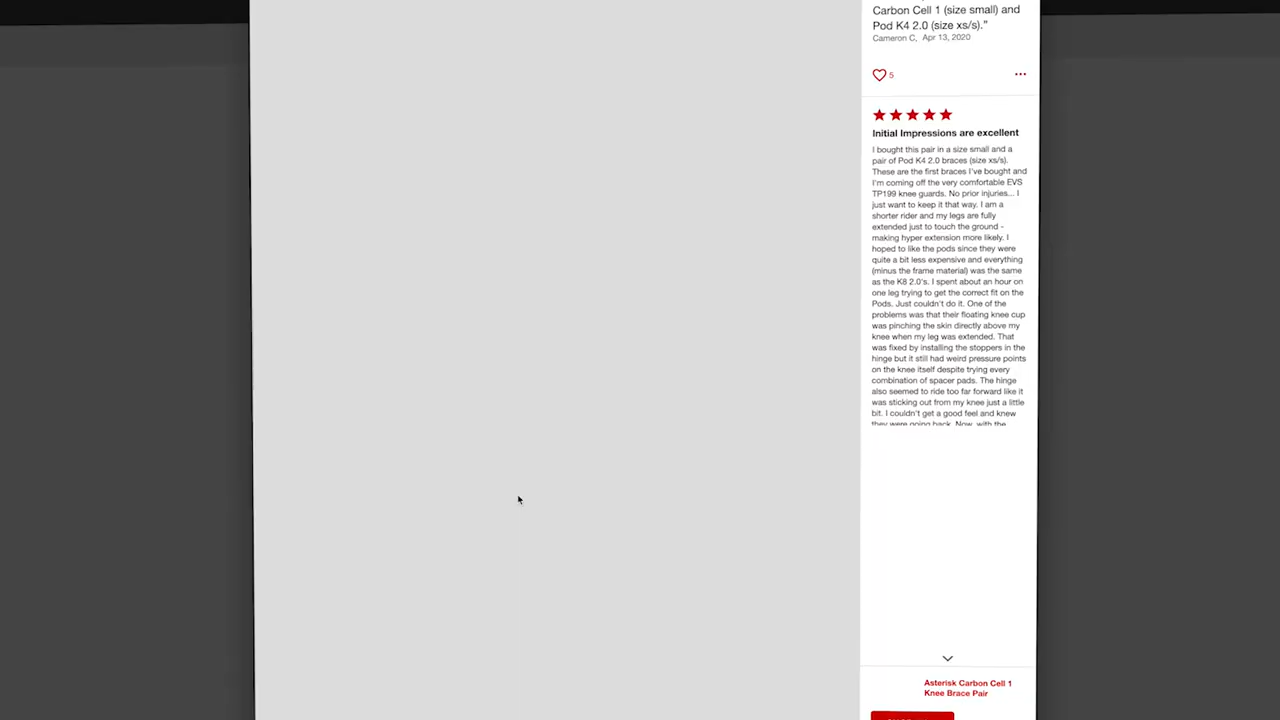 Carbon Cell 1 (size small) and
Pod K4 2.0 (size xs/s)."
Cameron C, Apr 13, 2020
5
Initial Impressions are excellent
I bought this pair in a size small and a
pair of Pod K4 2.0 braces (size xs/s).
These are the first braces I've bought and
I'm coming off the very comfortable EVS
TP199 knee guards. No prior injuries... I
just want to keep it that way. I am a
shorter rider and my legs are fully
extended just to touch the ground -
making hyper extension more likely. I
hoped to like the pods since they were
quite a bit less expensive and everything
(minus the frame material) was the same
as the K8 2.0's. I spent about an hour on
one leg trying to get the correct fit on the
Pods. Just couldn't do it. One of the
problems was that their floating knee cup
was pinching the skin directly above my
knee when my leg was extended. That
was fixed by installing the stoppers in the
hinge but it still had weird pressure points
on the knee itself despite trying every
combination of spacer pads. The hinge
also seemed to ride too far forward like it
was sticking out from my knee just a little
bit. I couldn't get a good feel and knew
they were going back. Now, with the
Asterisk Carbon Cell 1
Knee Brace Pair